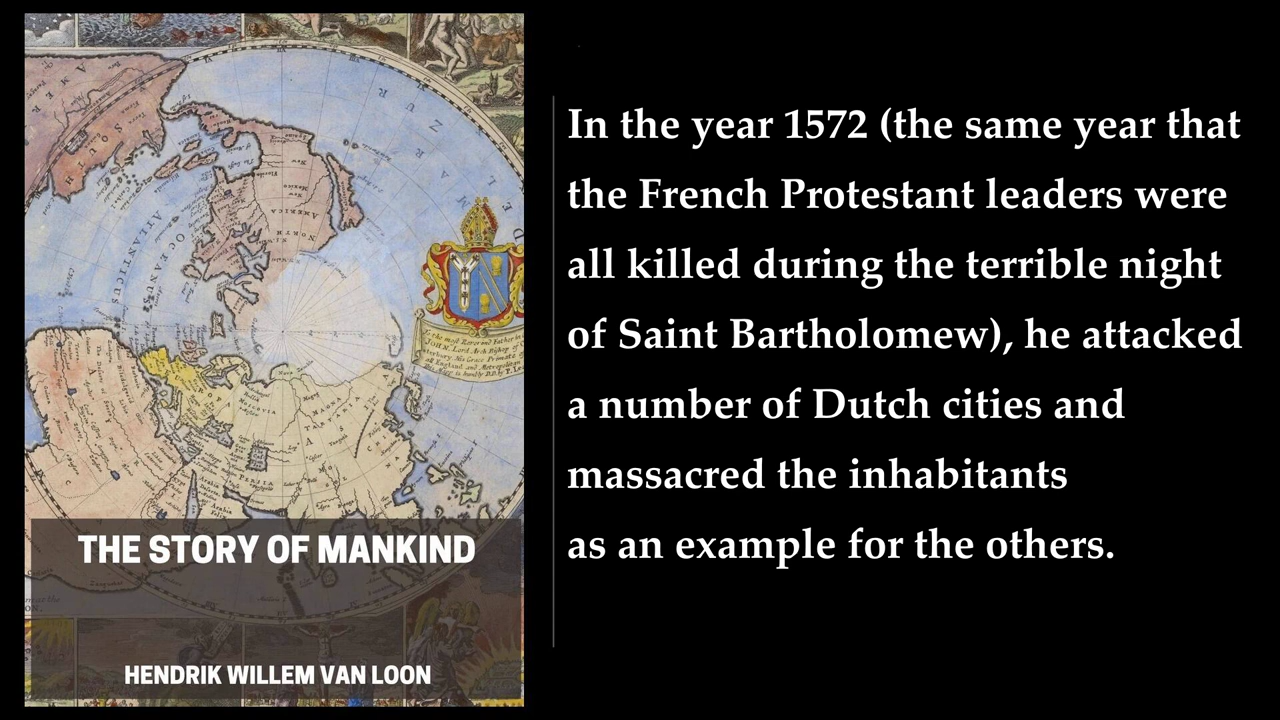 THE STORY OF MANKIND
HENDRIK WILLEM VAN LOON
In the year 1572 (the same year that
the French Protestant leaders were
all killed during the terrible night
of Saint Bartholomew), he attacked
a number of Dutch cities and
massacred the inhabitants
as an example for the others.